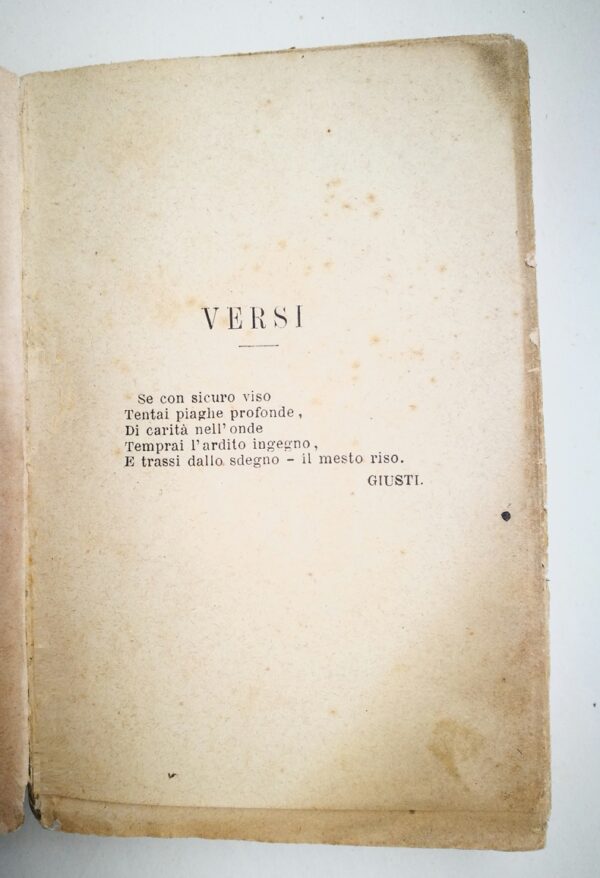 VERSI
Se con sicuro viso
Tentai piaghe profonde,
Di carità nell'onde
Temprai l'ardito ingegno,
E trassi dallo sdegno – il mesto riso.
GIUSTI.